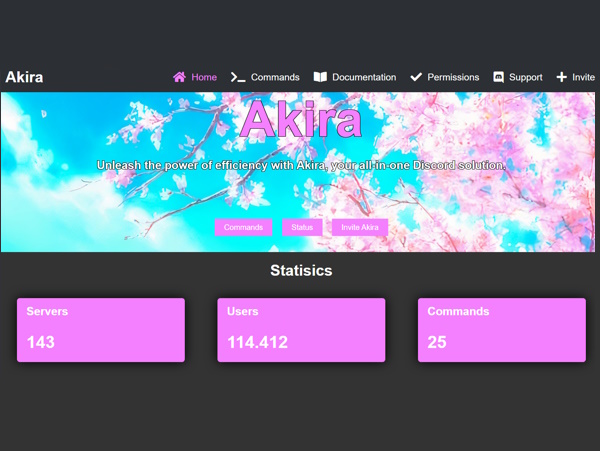 Akira Home Commands Documentation Permissions Support Invite
Akira
Unleash the power of efficiency with Akira, your all-in-one Discord solution.
Commands Status Invite Akira
Statisics
Servers Users Commands
143 114.412 25